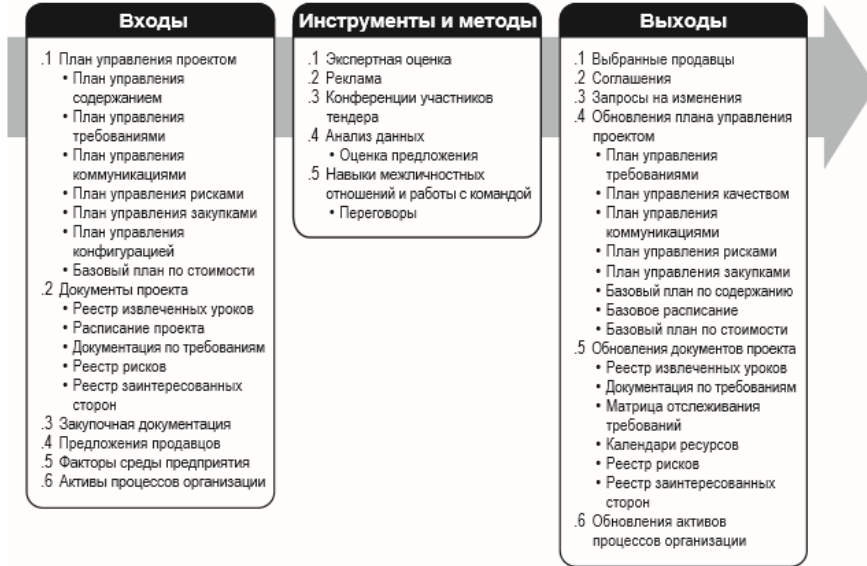 Входы
.1 План управления проектом
• План управления
содержанием
• План управления
требованиями
• План управления
коммуникациями
• План управления рисками
• План управления закупками
• План управления
конфигурацией
• Базовый план по стоимости
.2 Документы проекта
• Реестр извлеченных уроков
• Расписание проекта
• Документация по требованиям
• Реестр рисков
• Реестр заинтересованных
сторон
.3 Закупочная документация
.4 Предложения продавцов
.5 Факторы среды предприятия
.6 Активы процессов организации
Инструменты и методы
.1 Экспертная оценка
.2 Реклама
.3 Конференции участников
тендера
.4 Анализ данных
• Оценка предложения
.5 Навыки межличностных
отношений и работы с командой
• Переговоры
Выходы
.1 Выбранные продавцы
.2 Соглашения
.3 Запросы на изменения
.4 Обновления плана управления
проектом
• План управления
требованиями
• План управления качеством
• План управления
коммуникациями
• План управления рисками
• План управления закупками
• Базовый план по содержанию
• Базовое расписание
• Базовый план по стоимости
.5 Обновления документов проекта
• Реестр извлеченных уроков
• Документация по требованиям
• Матрица отслеживания
требований
• Календари ресурсов
• Реестр рисков
• Реестр заинтересованных
сторон
.6 Обновления активов
процессов организации